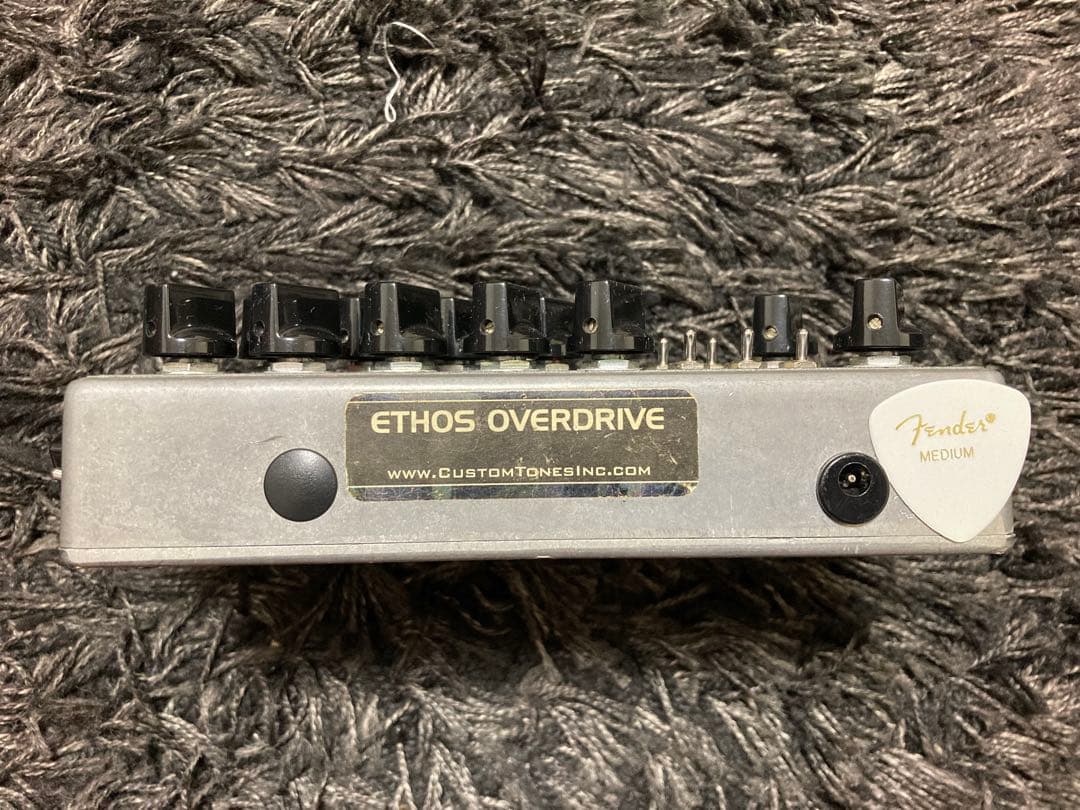 ETHOS OVERDRIVE
www.CustomTonesInc.com
Fender®
MEDIUM